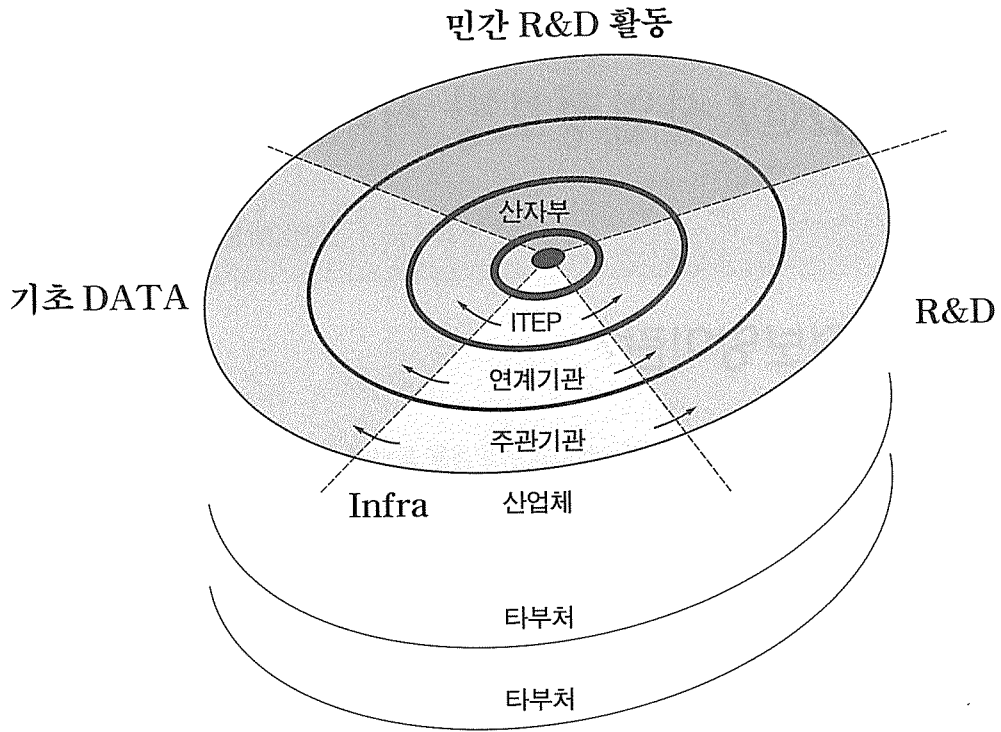 민간 R&D 활동
산자부
기초 DATA
R&D
ITEP
연계기관
주관기관
Infra
산업체
타부처
타부처